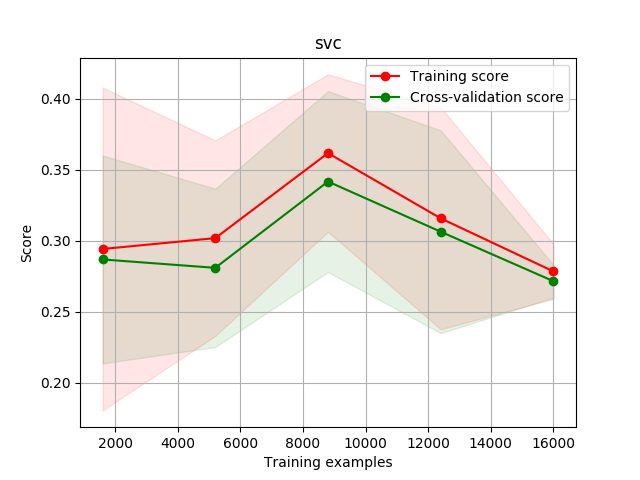 svc
Training score
Cross-validation score
0.40
0.35
0.30
0.25
0.20
Score
2000 4000 6000 8000 10000 12000 14000 16000
Training examples